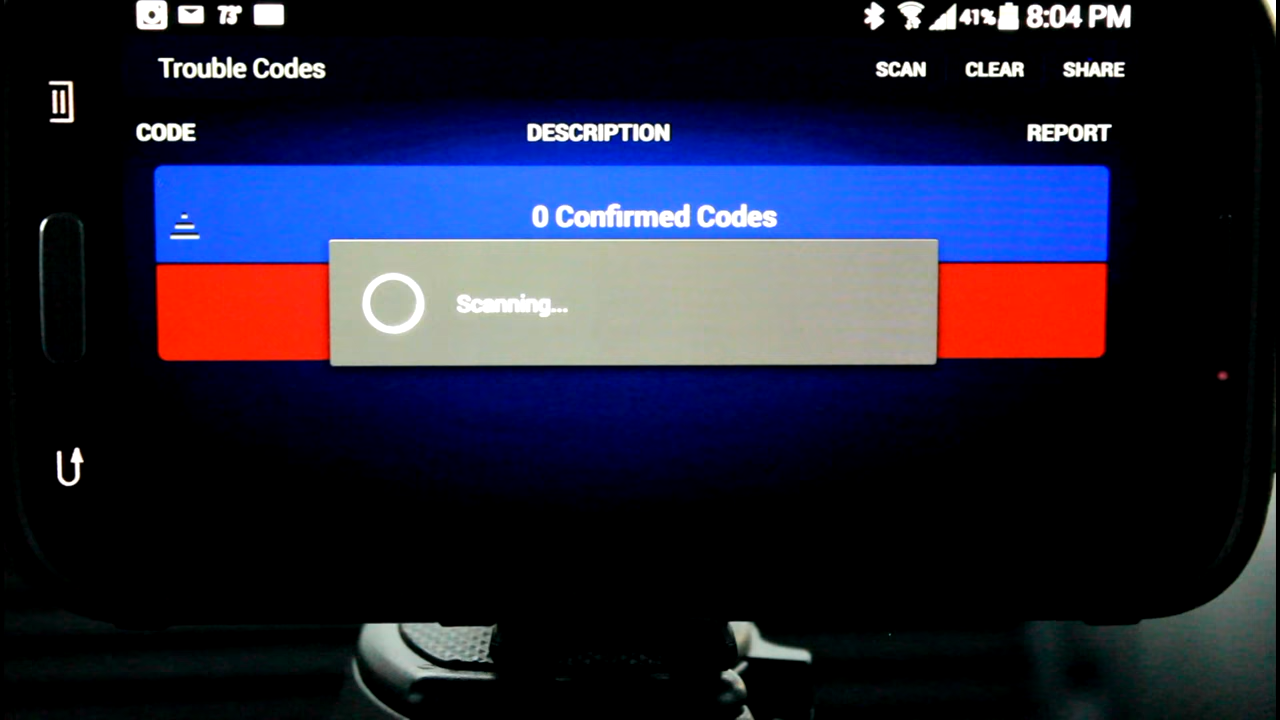 73° 41% 8:04 PM
Trouble Codes SCAN CLEAR SHARE
CODE DESCRIPTION REPORT
0 Confirmed Codes
Scanning...